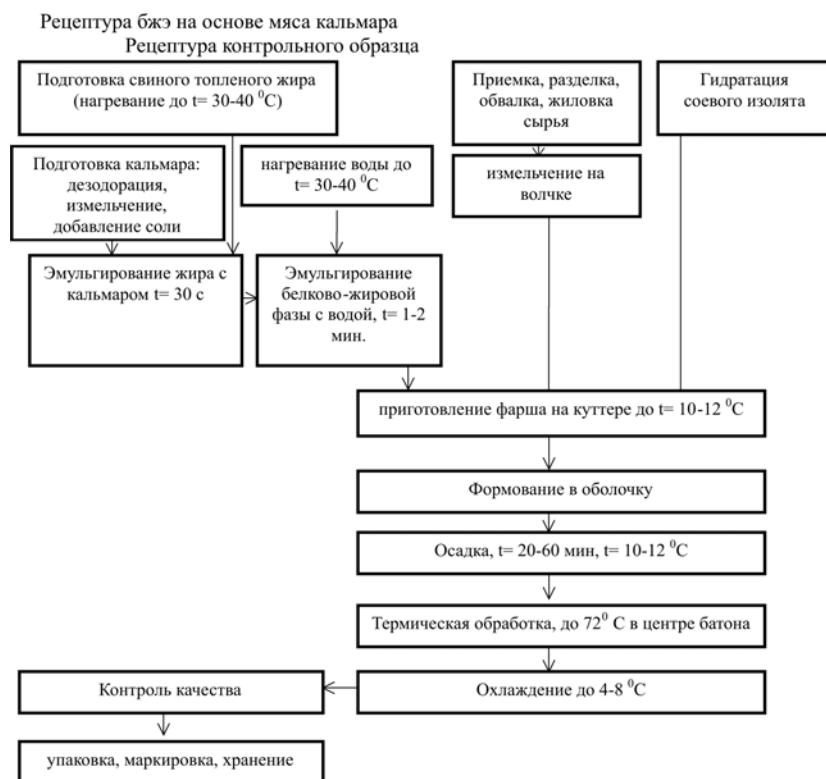 Рецептура бжэ на основе мяса кальмара
Рецептура контрольного образца
Подготовка свиного топленого жира
(нагревание до t= 30-40 ⁰C)
Приемка, разделка,
обвалка, жиловка
сырья
Гидратация
соевого изолята
Подготовка кальмара:
дезодорация,
измельчение,
добавление соли
нагревание воды до
t= 30-40 ⁰C
измельчение на
волчке
Эмульгирование жира с
кальмаром t= 30 с
Эмульгирование
белково-жировой
фазы с водой, t= 1-2
мин.
приготовление фарша на куттере до t= 10-12 ⁰C
Формование в оболочку
Осадка, t= 20-60 мин, t= 10-12 ⁰C
Термическая обработка, до 72⁰ С в центре батона
Контроль качества
Охлаждение до 4-8 ⁰C
упаковка, маркировка, хранение